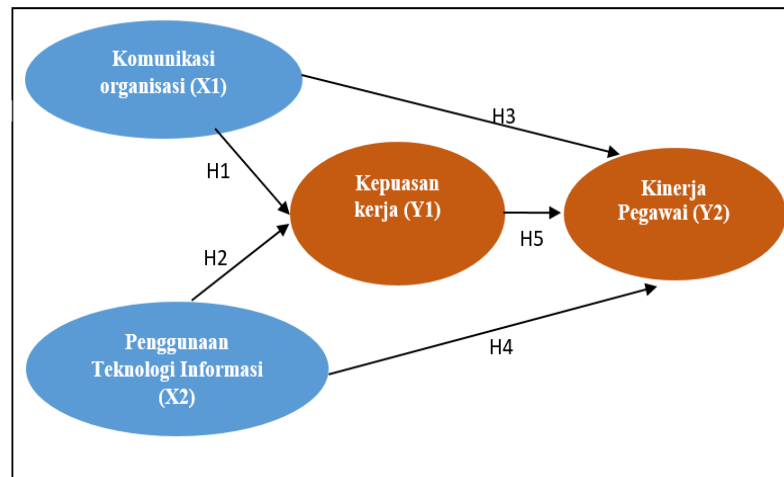 Komunikasi
organisasi (X1)
H3
H1
Kepuasan
kerja (Y1)
Kinerja
Pegawai (Y2)
H5
H2
Penggunaan
Teknologi Informasi
(X2)
H4